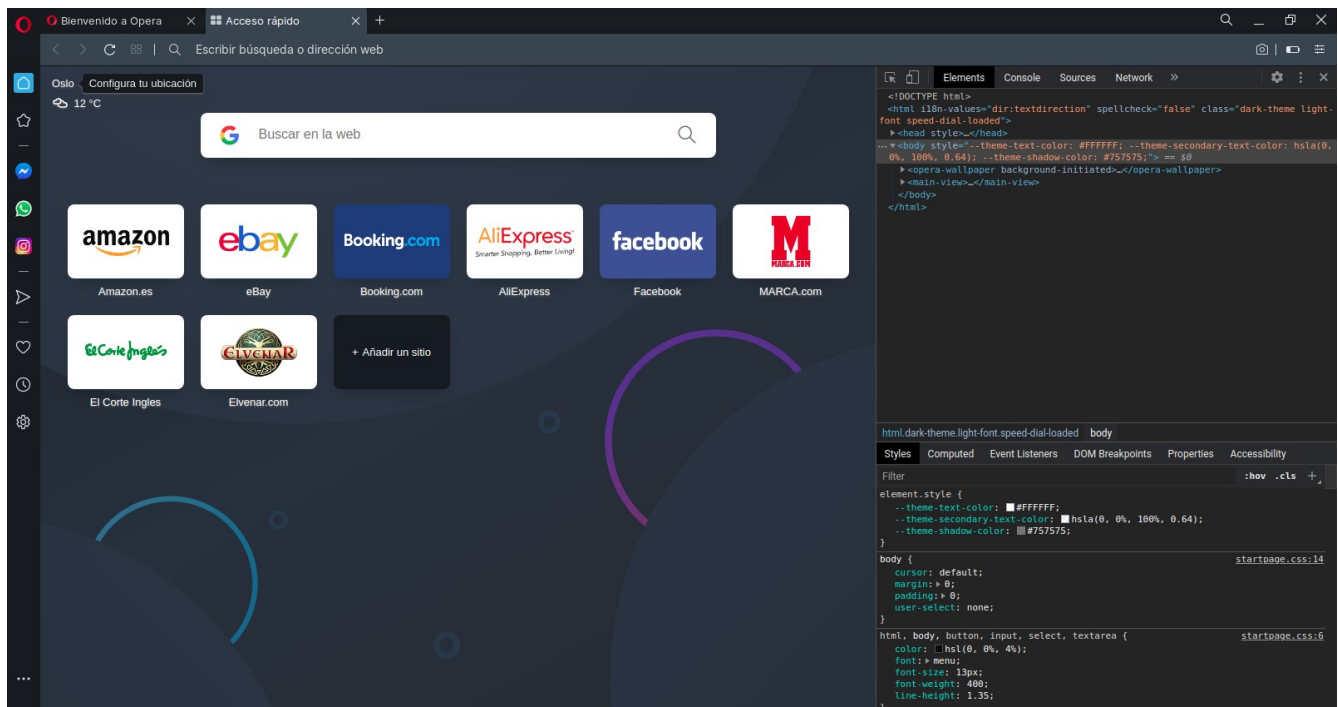 Bienvenido a Opera
Acceso rápido
Escribir búsqueda o dirección web
Oslo
Configura tu ubicación
12 °C
Buscar en la web
amazon
ebay
Booking.com
AliExpress
Smarter Shopping, Better Living!
facebook
M
MARCA.COM
Amazon.es
eBay
Booking.com
AliExpress
Facebook
MARCA.com
El Corte Inglés
ELVENAR
+ Añadir un sitio
El Corte Ingles
Elvenar.com
Elements
Console
Sources
Network
»
<!DOCTYPE html>
<html i18n-values="dir:textdirection" spellcheck="false" class="dark-theme light-
font speed-dial-loaded">
<head style>…</head>
<body style="--theme-text-color: #FFFFFF; --theme-secondary-text-color: hsla(0,
0%, 100%, 0.64); --theme-shadow-color: #757575;"> == $0
<opera-wallpaper background-initiated>…</opera-wallpaper>
<main-view>…</main-view>
</body>
</html>
html.dark-theme.light-font.speed-dial-loaded body
Styles Computed Event Listeners DOM Breakpoints Properties Accessibility
Filter :hov .cls +
element.style {
--theme-text-color: #FFFFFF;
--theme-secondary-text-color: hsla(0, 0%, 100%, 0.64);
--theme-shadow-color: #757575;
}
body { startpage.css:14
cursor: default;
margin: 0;
padding: 0;
user-select: none;
}
html, body, button, input, select, textarea { startpage.css:6
color: hsl(0, 0%, 4%);
font: menu;
font-size: 13px;
font-weight: 400;
line-height: 1.35;
}